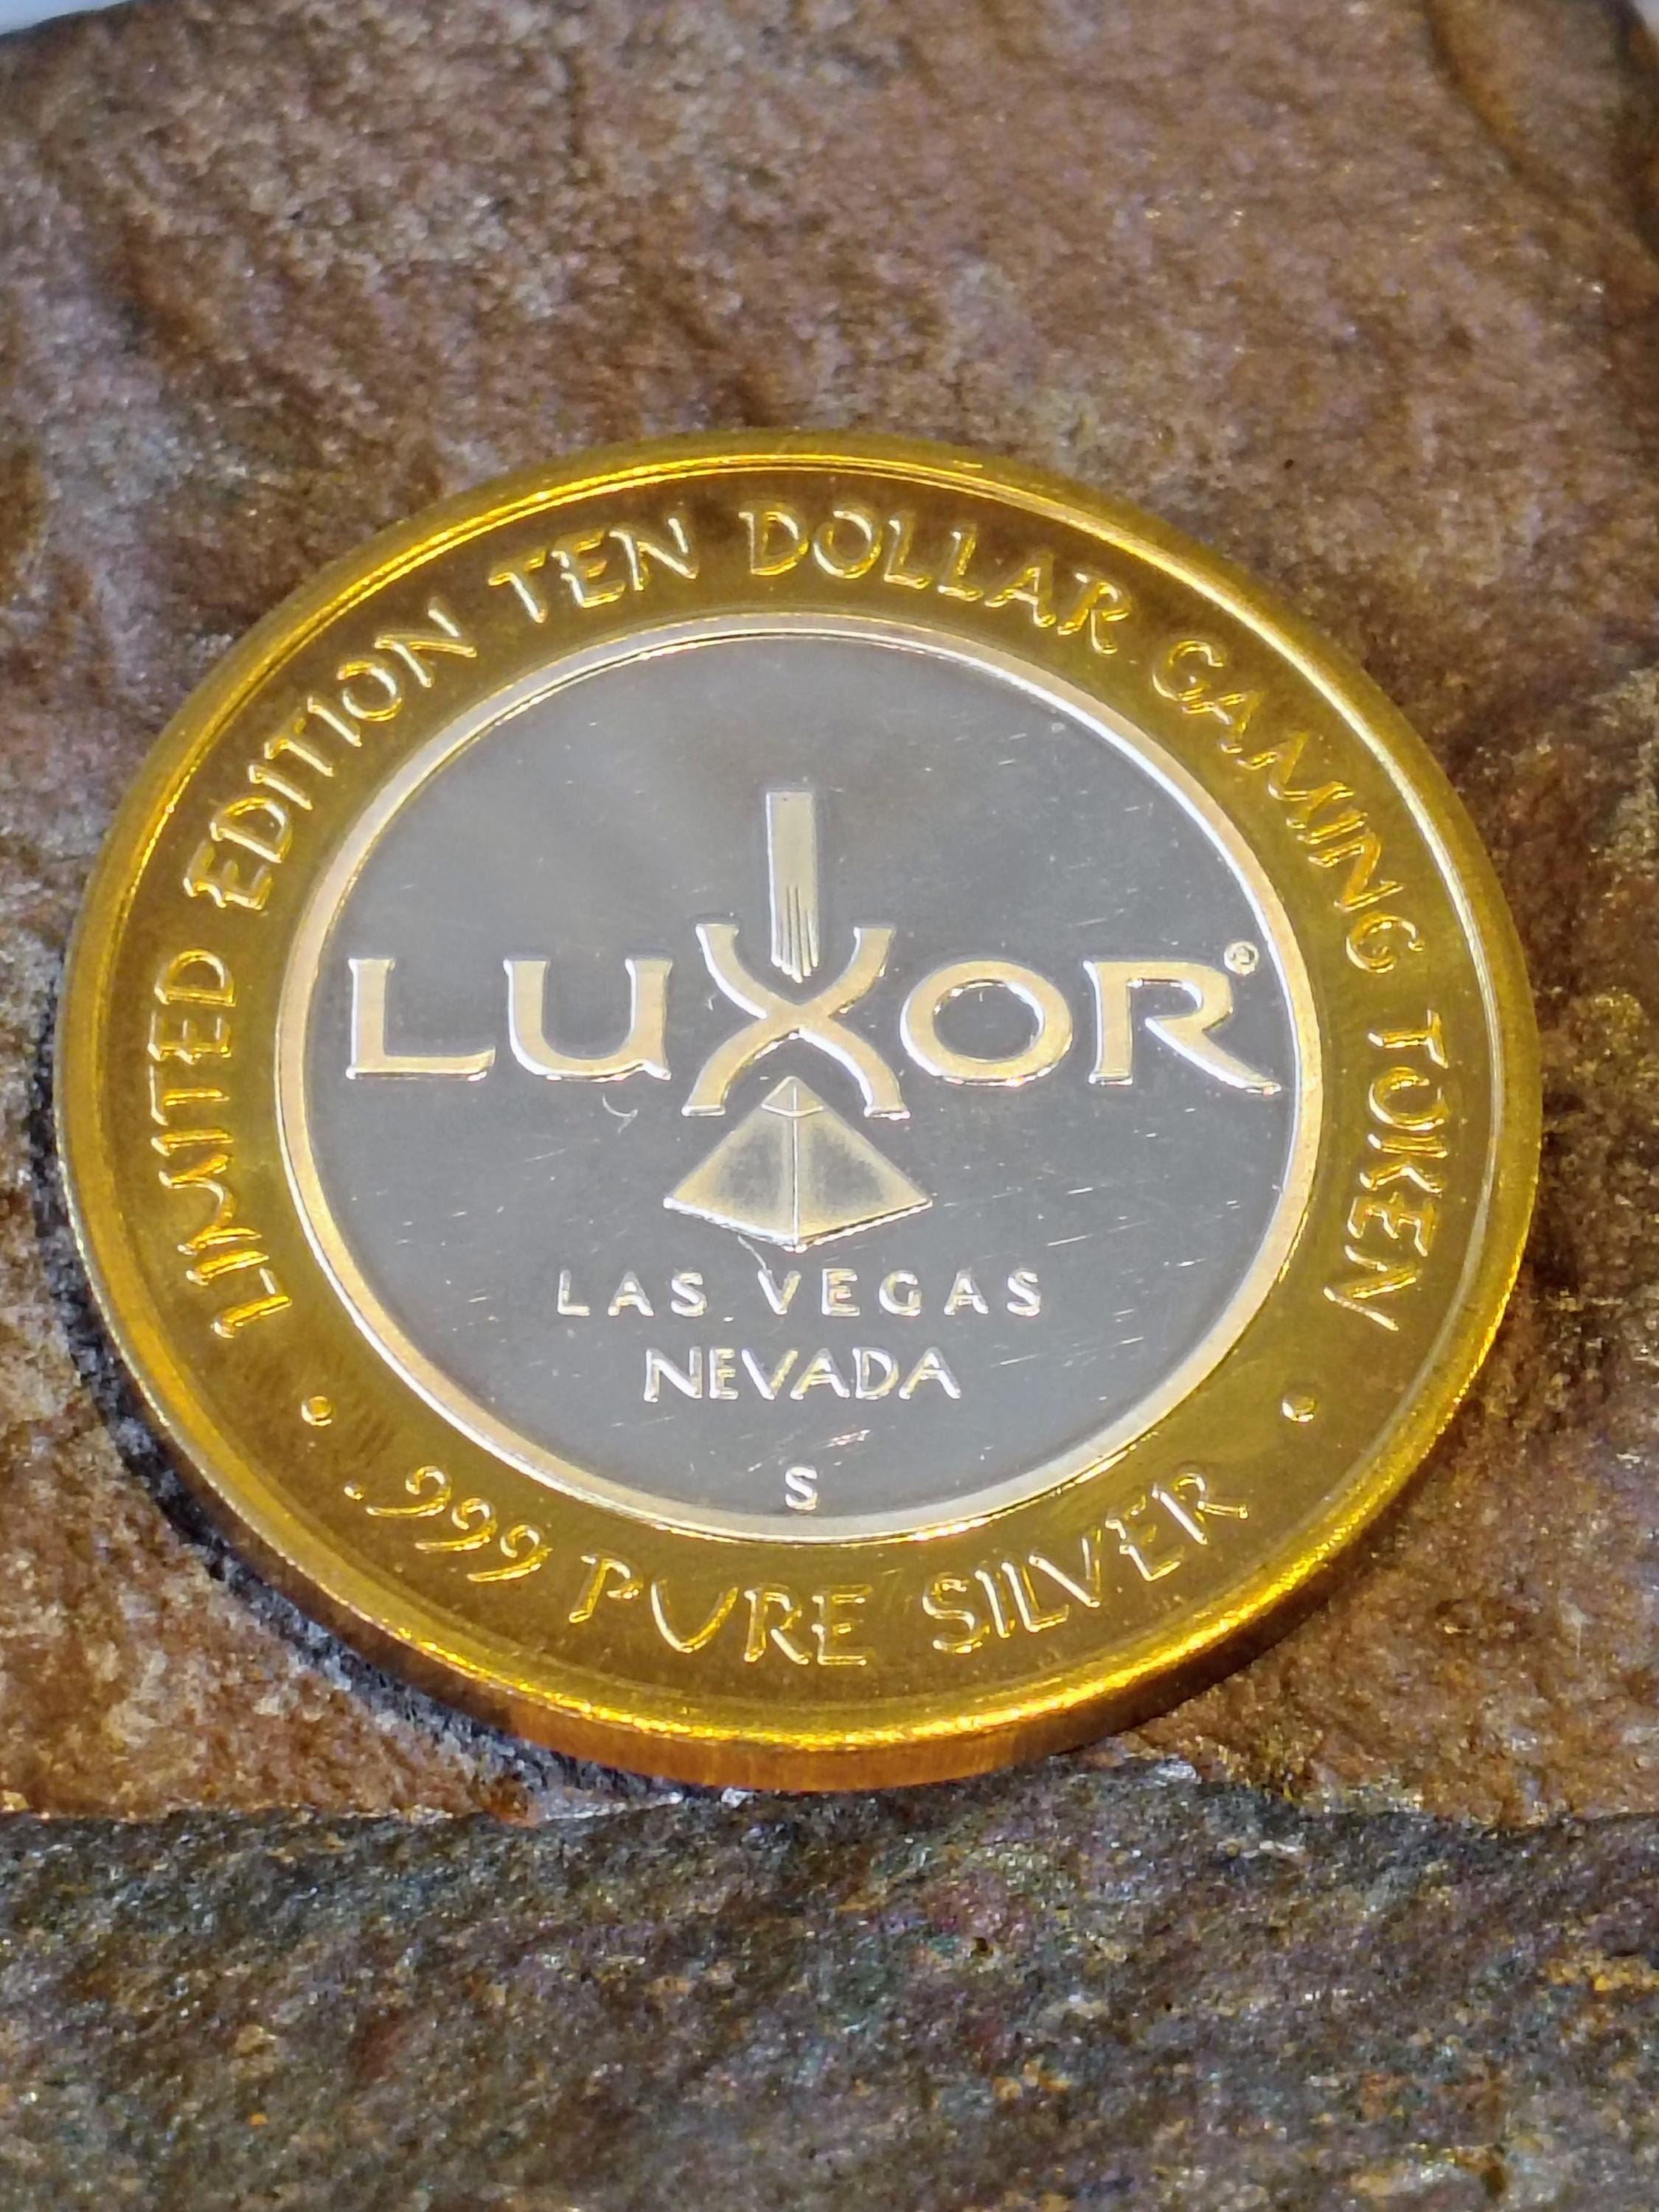 LIMITED EDITION TEN DOLLAR GAMING TOKEN
LUXOR®
LAS VEGAS
NEVADA
S
• .999 PURE SILVER •